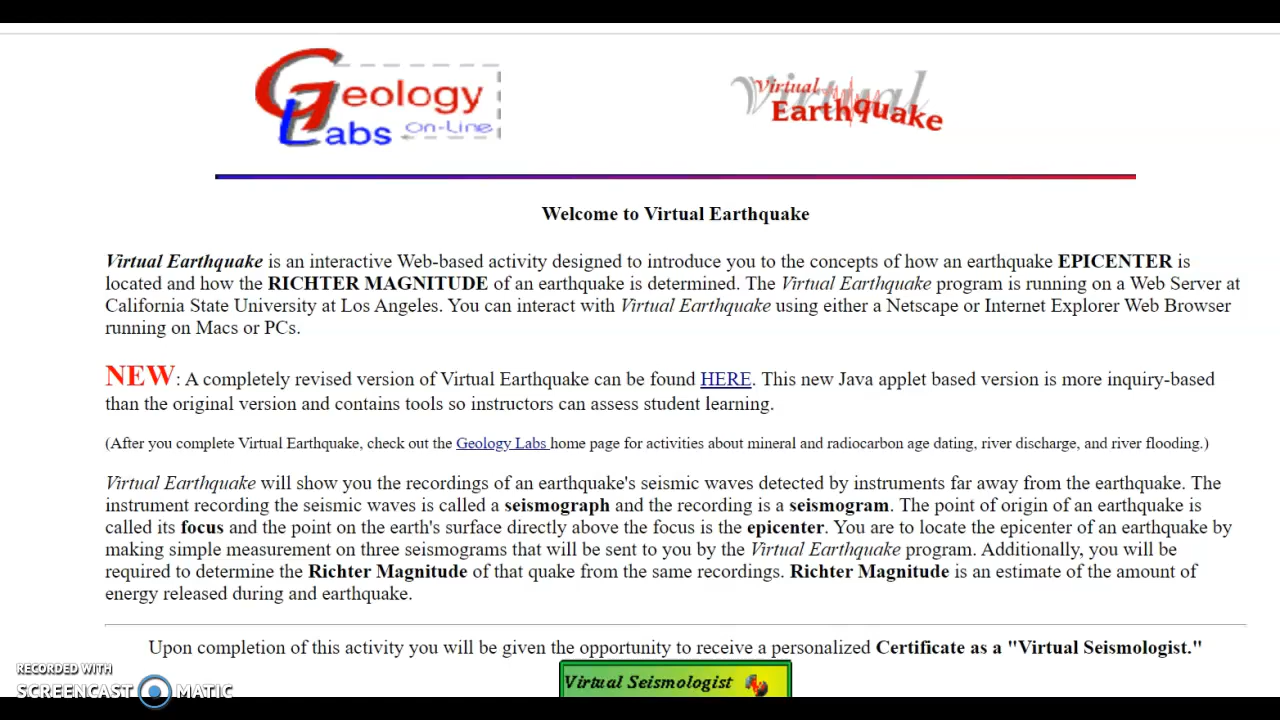 Geology
Labs On-Line
Virtual
Virtual
Earthquake
Welcome to Virtual Earthquake
Virtual Earthquake is an interactive Web-based activity designed to introduce you to the concepts of how an earthquake EPICENTER is
located and how the RICHTER MAGNITUDE of an earthquake is determined. The Virtual Earthquake program is running on a Web Server at
California State University at Los Angeles. You can interact with Virtual Earthquake using either a Netscape or Internet Explorer Web Browser
running on Macs or PCs.
NEW: A completely revised version of Virtual Earthquake can be found HERE. This new Java applet based version is more inquiry-based
than the original version and contains tools so instructors can assess student learning.
(After you complete Virtual Earthquake, check out the Geology Labs home page for activities about mineral and radiocarbon age dating, river discharge, and river flooding.)
Virtual Earthquake will show you the recordings of an earthquake's seismic waves detected by instruments far away from the earthquake. The
instrument recording the seismic waves is called a seismograph and the recording is a seismogram. The point of origin of an earthquake is
called its focus and the point on the earth's surface directly above the focus is the epicenter. You are to locate the epicenter of an earthquake by
making simple measurement on three seismograms that will be sent to you by the Virtual Earthquake program. Additionally, you will be
required to determine the Richter Magnitude of that quake from the same recordings. Richter Magnitude is an estimate of the amount of
energy released during and earthquake.
Upon completion of this activity you will be given the opportunity to receive a personalized Certificate as a "Virtual Seismologist."
Virtual Seismologist
RECORDED WITH
SCREENCAST MATIC